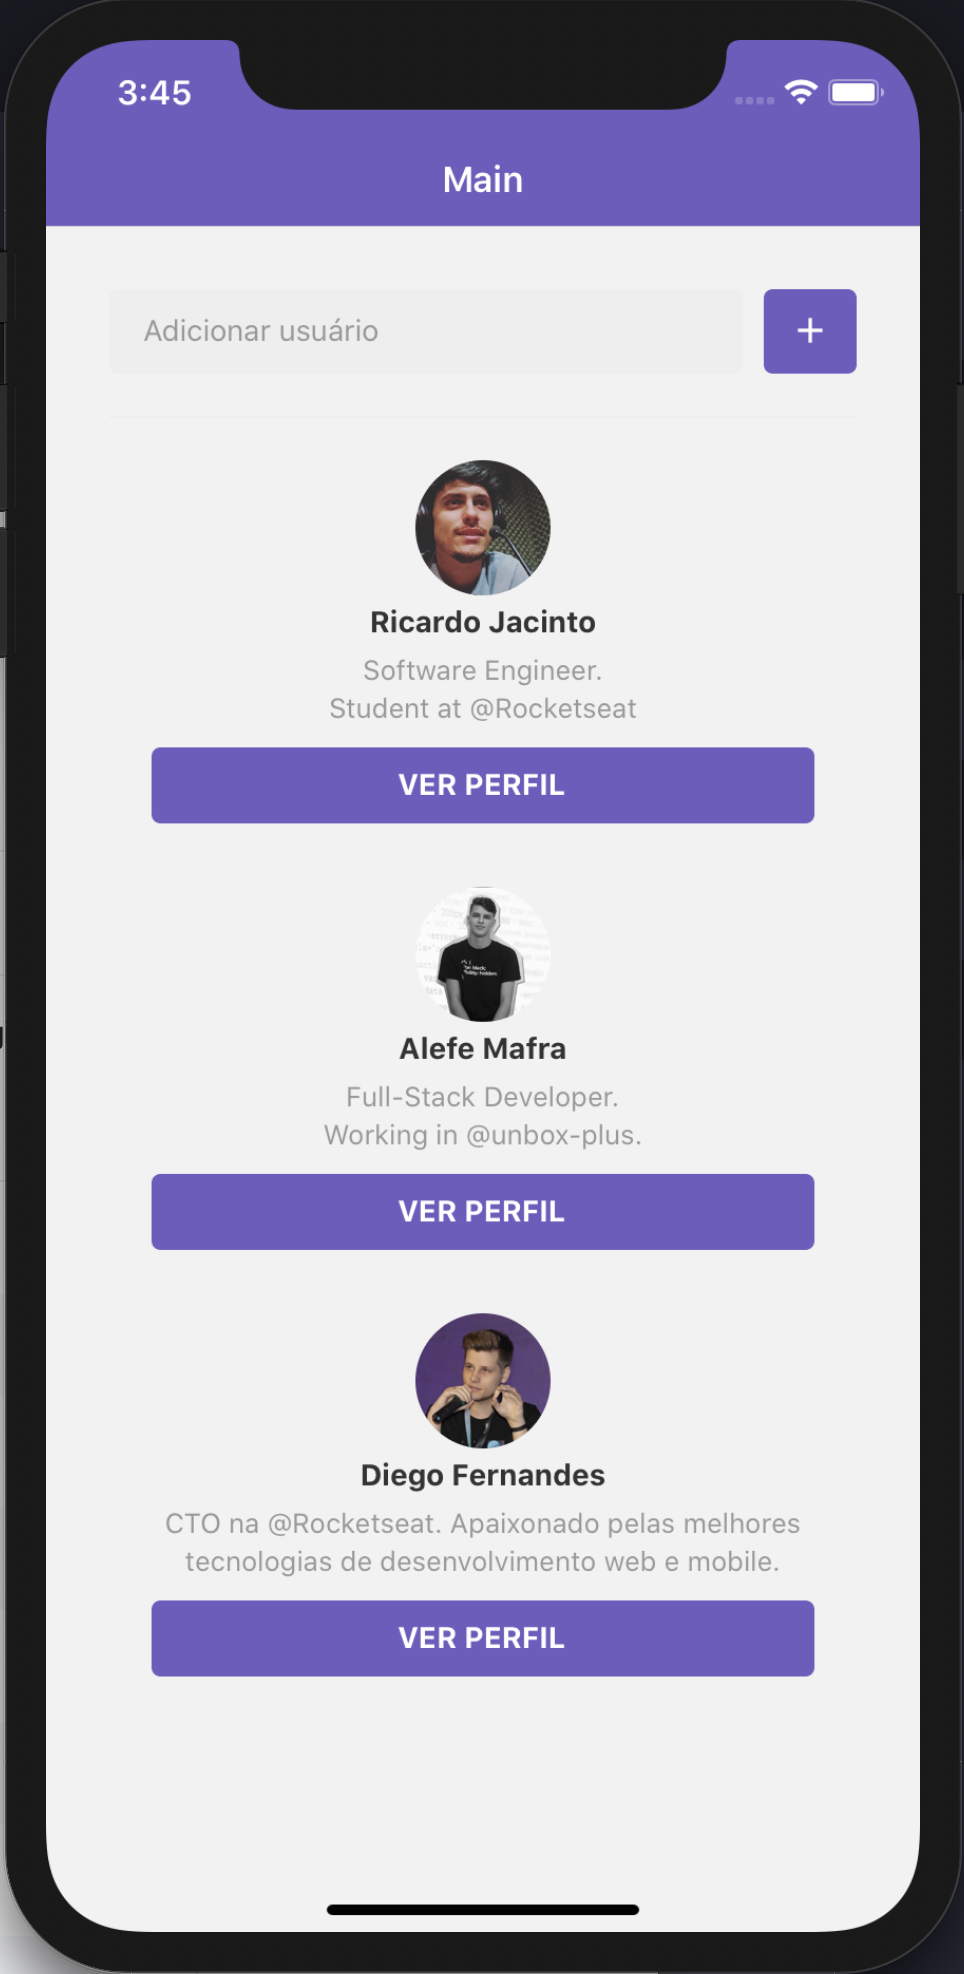 3:45
Main
Adicionar usuário
+
Ricardo Jacinto
Software Engineer.
Student at @Rocketseat
VER PERFIL
Alefe Mafra
Full-Stack Developer.
Working in @unbox-plus.
VER PERFIL
Diego Fernandes
CTO na @Rocketseat. Apaixonado pelas melhores
tecnologias de desenvolvimento web e mobile.
VER PERFIL